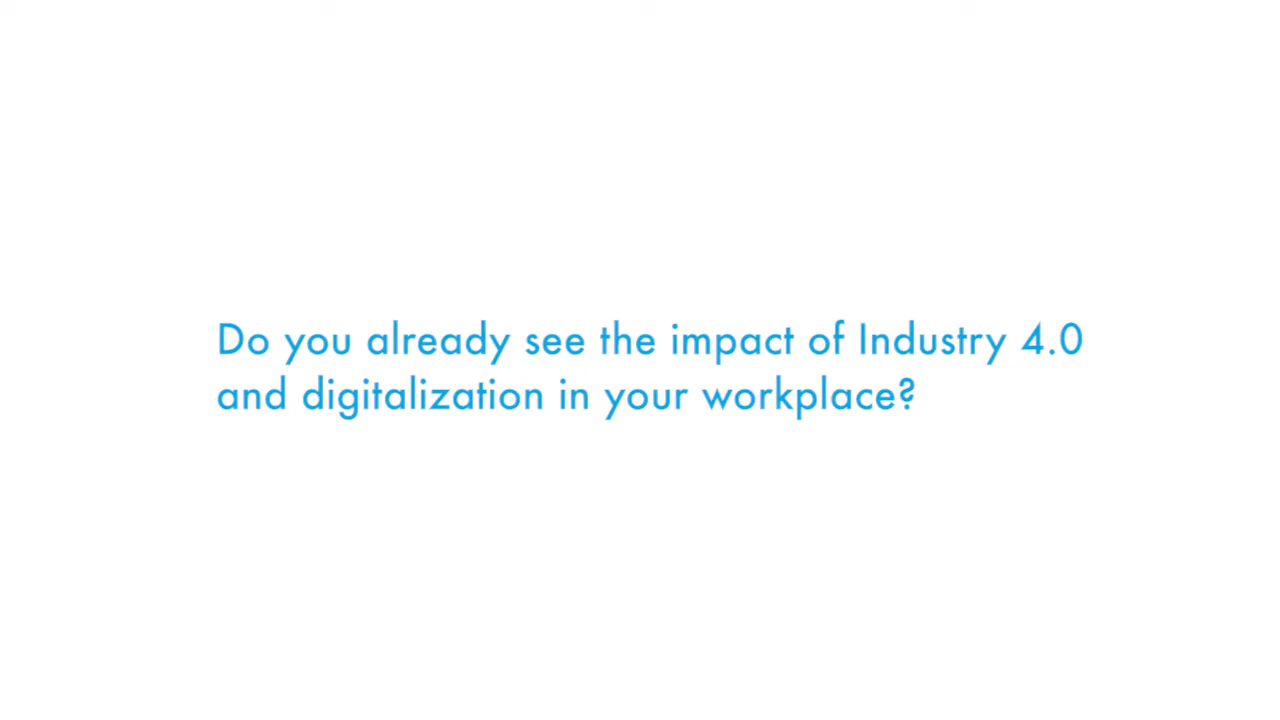 Do you already see the impact of Industry 4.0
and digitalization in your workplace?